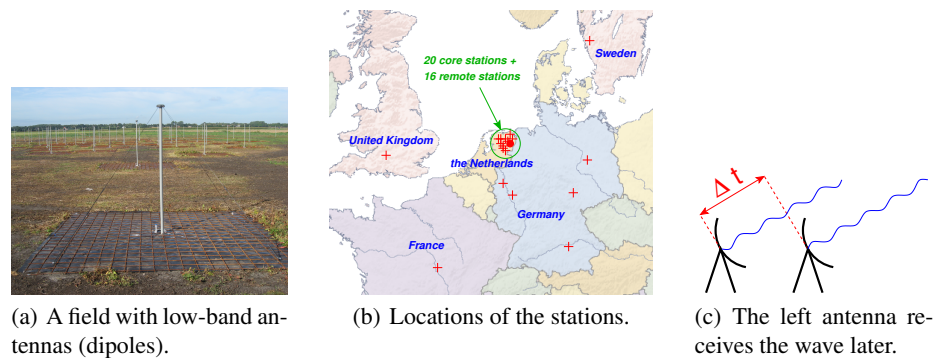 Sweden
20 core stations +
16 remote stations
United Kingdom
the Netherlands
Germany
France
Δ t
(a) A field with low-band an-
tennas (dipoles).
(b) Locations of the stations.
(c) The left antenna re-
ceives the wave later.